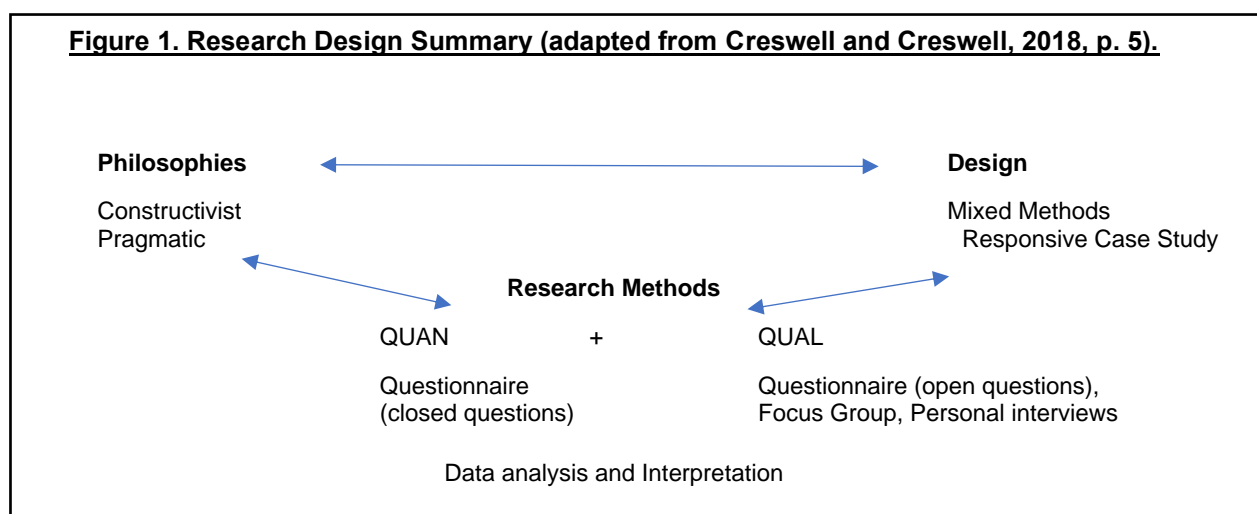 Figure 1. Research Design Summary (adapted from Creswell and Creswell, 2018, p. 5).
Philosophies
Constructivist
Pragmatic
Design
Mixed Methods
Responsive Case Study
Research Methods
QUAN + QUAL
Questionnaire
(closed questions)
Questionnaire (open questions),
Focus Group, Personal interviews
Data analysis and Interpretation